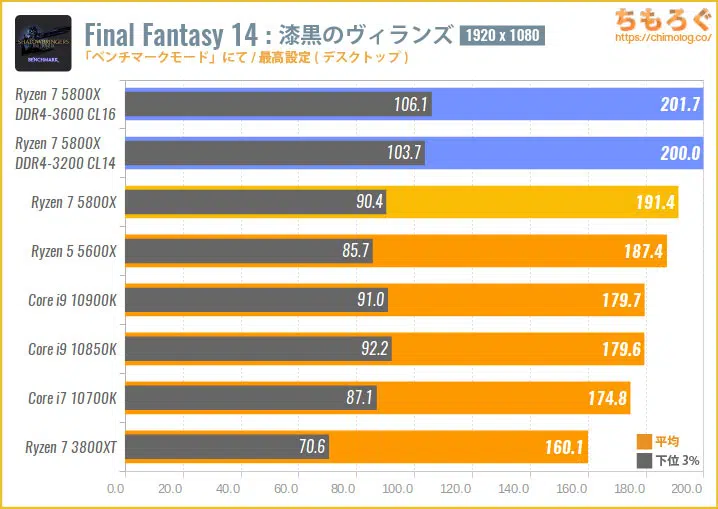 SHADOWBRINGERS
BENCHMARK
Final Fantasy 14 : 漆黒のヴィランズ 1920 x 1080
「ベンチマークモード」にて / 最高設定 ( デスクトップ )
ちもろぐ
https://chimolog.co/
Ryzen 7 5800X
DDR4-3600 CL16
106.1
201.7
Ryzen 7 5800X
DDR4-3200 CL14
103.7
200.0
Ryzen 7 5800X
90.4
191.4
Ryzen 5 5600X
85.7
187.4
Core i9 10900K
91.0
179.7
Core i9 10850K
92.2
179.6
Core i7 10700K
87.1
174.8
Ryzen 7 3800XT
70.6
160.1
平均
下位 3%
0.0 20.0 40.0 60.0 80.0 100.0 120.0 140.0 160.0 180.0 200.0